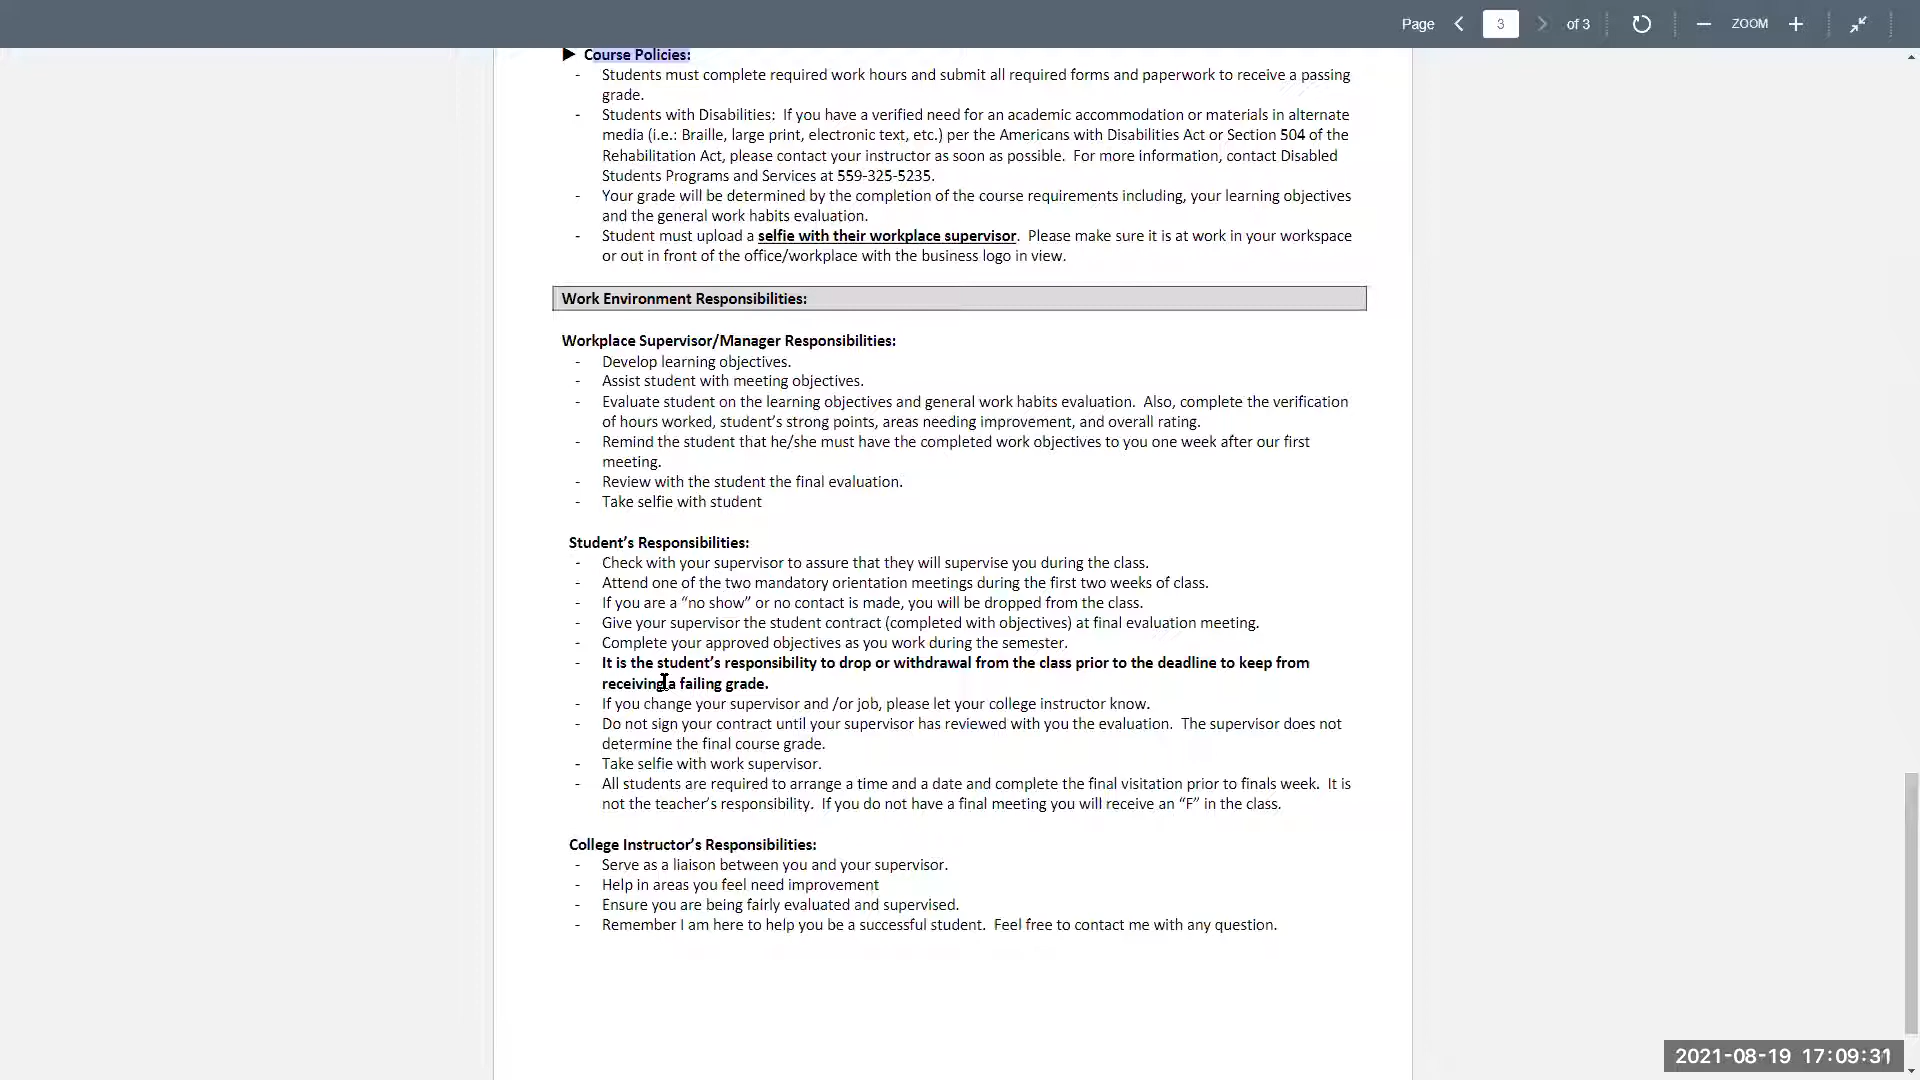 Page 3 of 3 ZOOM
Course Policies:
- Students must complete required work hours and submit all required forms and paperwork to receive a passing
grade.
- Students with Disabilities: If you have a verified need for an academic accommodation or materials in alternate
media (i.e.: Braille, large print, electronic text, etc.) per the Americans with Disabilities Act or Section 504 of the
Rehabilitation Act, please contact your instructor as soon as possible. For more information, contact Disabled
Students Programs and Services at 559-325-5235.
- Your grade will be determined by the completion of the course requirements including, your learning objectives
and the general work habits evaluation.
- Student must upload a selfie with their workplace supervisor. Please make sure it is at work in your workspace
or out in front of the office/workplace with the business logo in view.
Work Environment Responsibilities:
Workplace Supervisor/Manager Responsibilities:
- Develop learning objectives.
- Assist student with meeting objectives.
- Evaluate student on the learning objectives and general work habits evaluation. Also, complete the verification
of hours worked, student's strong points, areas needing improvement, and overall rating.
- Remind the student that he/she must have the completed work objectives to you one week after our first
meeting.
- Review with the student the final evaluation.
- Take selfie with student
Student's Responsibilities:
- Check with your supervisor to assure that they will supervise you during the class.
- Attend one of the two mandatory orientation meetings during the first two weeks of class.
- If you are a "no show" or no contact is made, you will be dropped from the class.
- Give your supervisor the student contract (completed with objectives) at final evaluation meeting.
- Complete your approved objectives as you work during the semester.
- It is the student's responsibility to drop or withdrawal from the class prior to the deadline to keep from
receiving a failing grade.
- If you change your supervisor and /or job, please let your college instructor know.
- Do not sign your contract until your supervisor has reviewed with you the evaluation. The supervisor does not
determine the final course grade.
- Take selfie with work supervisor.
- All students are required to arrange a time and a date and complete the final visitation prior to finals week. It is
not the teacher's responsibility. If you do not have a final meeting you will receive an "F" in the class.
College Instructor's Responsibilities:
- Serve as a liaison between you and your supervisor.
- Help in areas you feel need improvement
- Ensure you are being fairly evaluated and supervised.
- Remember I am here to help you be a successful student. Feel free to contact me with any question.
2021-08-19 17:09:31